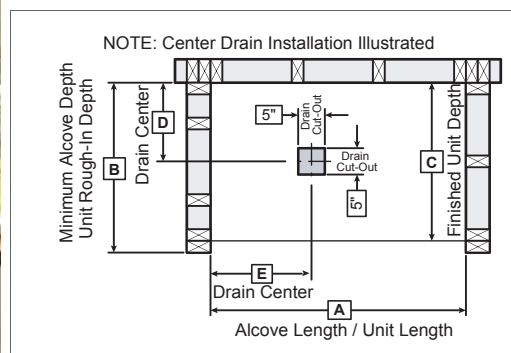 NOTE: Center Drain Installation Illustrated
Minimum Alcove Depth
Unit Rough-In Depth
B
Drain Center
D
5"
Drain
Cut-Out
Drain
Cut-Out
5"
C
Finished Unit Depth
E
Drain Center
A
Alcove Length / Unit Length